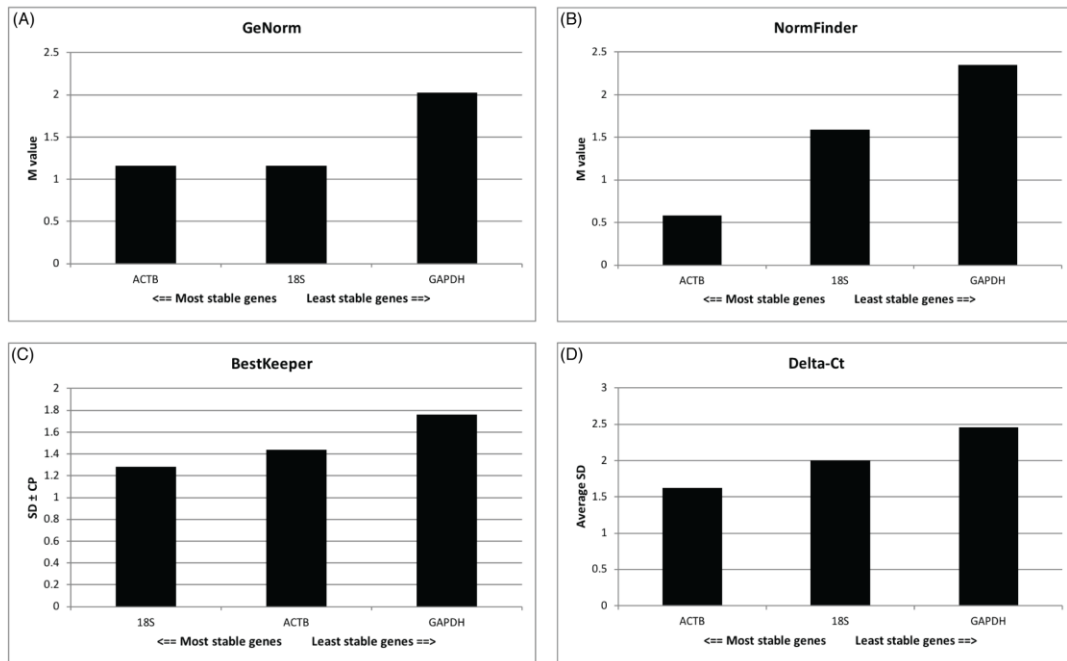 (A)
GeNorm
2.5
2
1.5
1
0.5
0
M value
ACTB 18S GAPDH
<== Most stable genes Least stable genes ==>
(B)
NormFinder
2.5
2
1.5
1
0.5
0
M value
ACTB 18S GAPDH
<== Most stable genes Least stable genes ==>
(C)
BestKeeper
2
1.8
1.6
1.4
1.2
1
0.8
0.6
0.4
0.2
0
SD ± CP
18S ACTB GAPDH
<== Most stable genes Least stable genes ==>
(D)
Delta-Ct
3
2.5
2
1.5
1
0.5
0
Average SD
ACTB 18S GAPDH
<== Most stable genes Least stable genes ==>